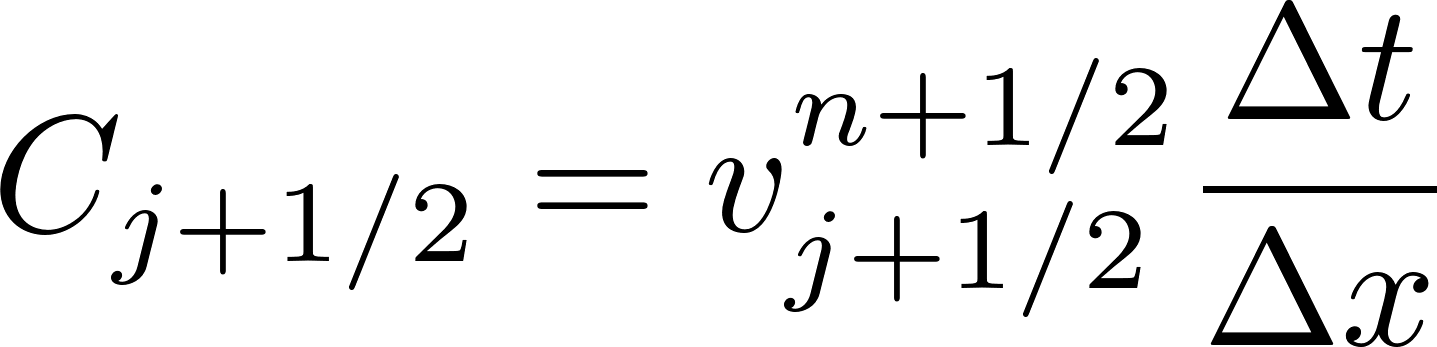 C_{j+1/2} = v_{j+1/2}^{n+1/2} \frac{\Delta t}{\Delta x}